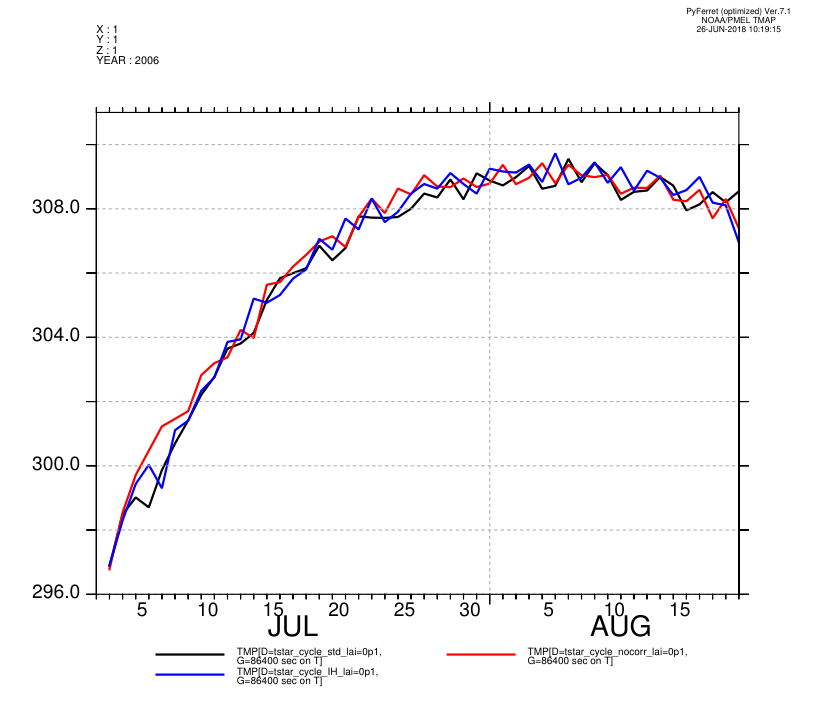 PyFerret (optimized) Ver.7.1
NOAA/PMEL TMAP
26-JUN-2018 10:19:15
X : 1
Y : 1
Z : 1
YEAR : 2006
308.0
304.0
300.0
296.0
5 10 15 20 25 30 5 10 15
JUL AUG
TMP[D=tstar_cycle_std_lai=0p1,
G=86400 sec on T]
TMP[D=tstar_cycle_nocorr_lai=0p1,
G=86400 sec on T]
TMP[D=tstar_cycle_IH_lai=0p1,
G=86400 sec on T]